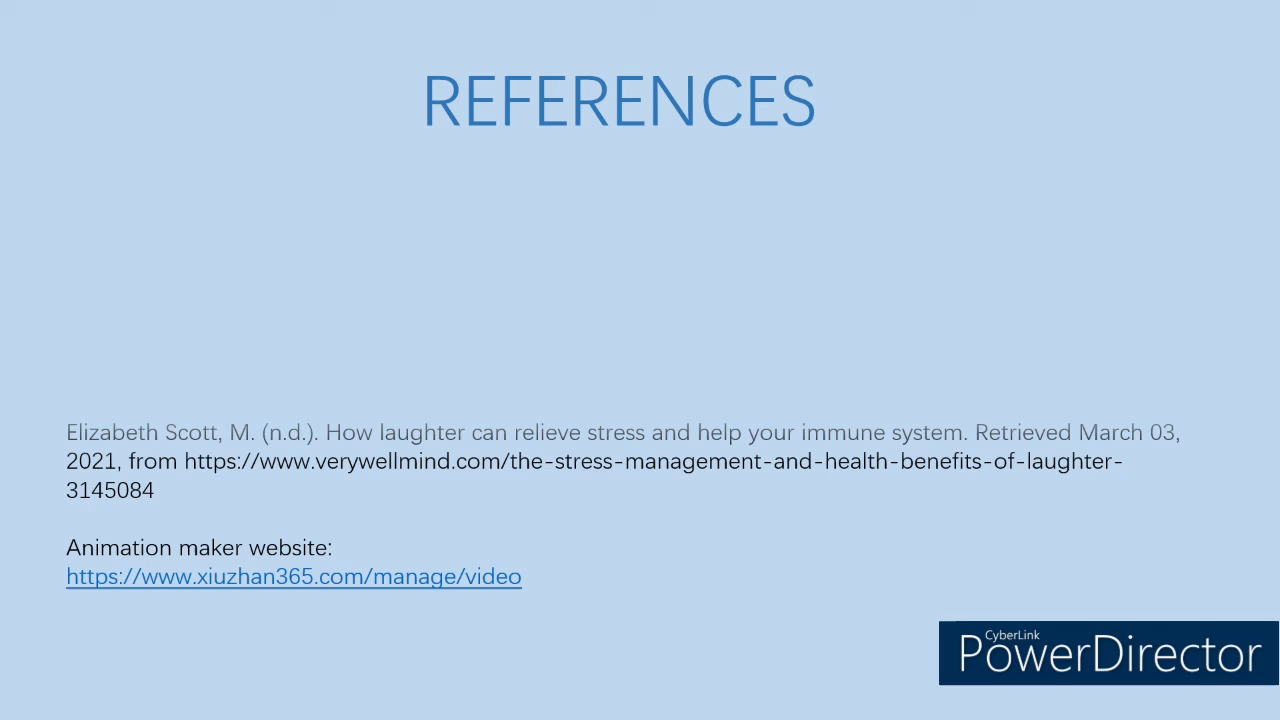 REFERENCES
Elizabeth Scott, M. (n.d.). How laughter can relieve stress and help your immune system. Retrieved March 03,
2021, from https://www.verywellmind.com/the-stress-management-and-health-benefits-of-laughter-
3145084
Animation maker website:
https://www.xiuzhan365.com/manage/video
CyberLink
PowerDirector